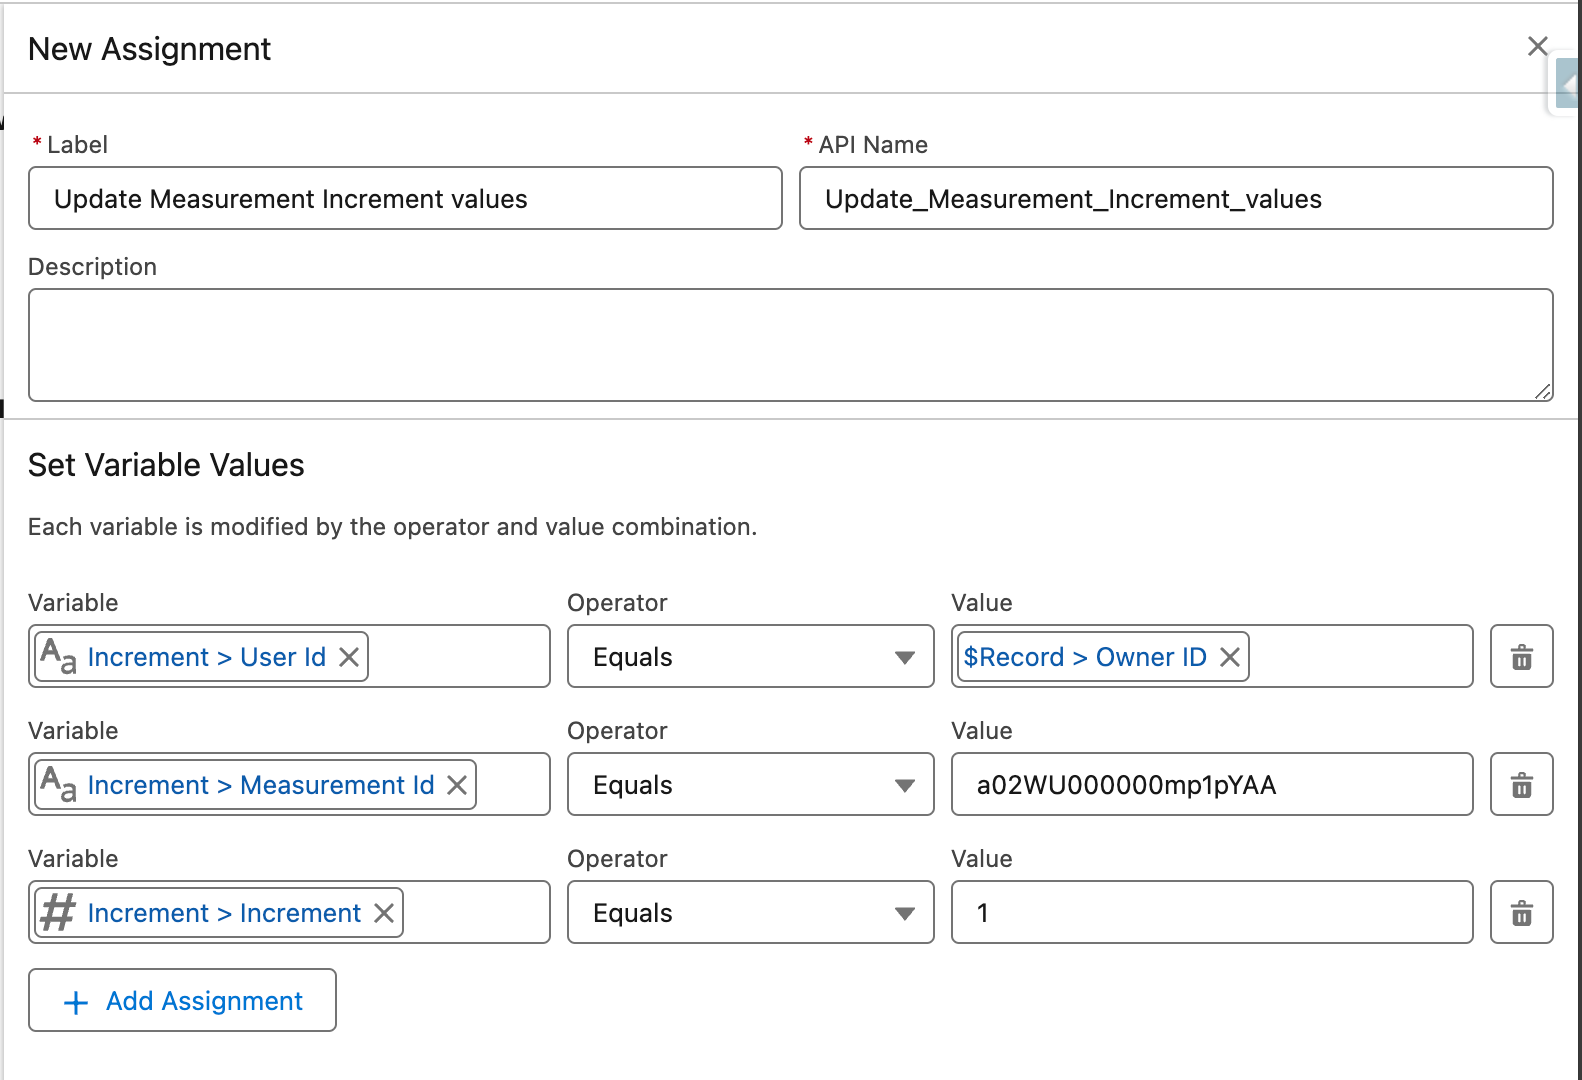 New Assignment
* Label
* API Name
Update Measurement Increment values
Update_Measurement_Increment_values
Description
Set Variable Values
Each variable is modified by the operator and value combination.
Variable Operator Value
Aa Increment > User Id Equals $Record > Owner ID
Variable Operator Value
Aa Increment > Measurement Id Equals a02WU000000mp1pYAA
Variable Operator Value
# Increment > Increment Equals 1
+ Add Assignment